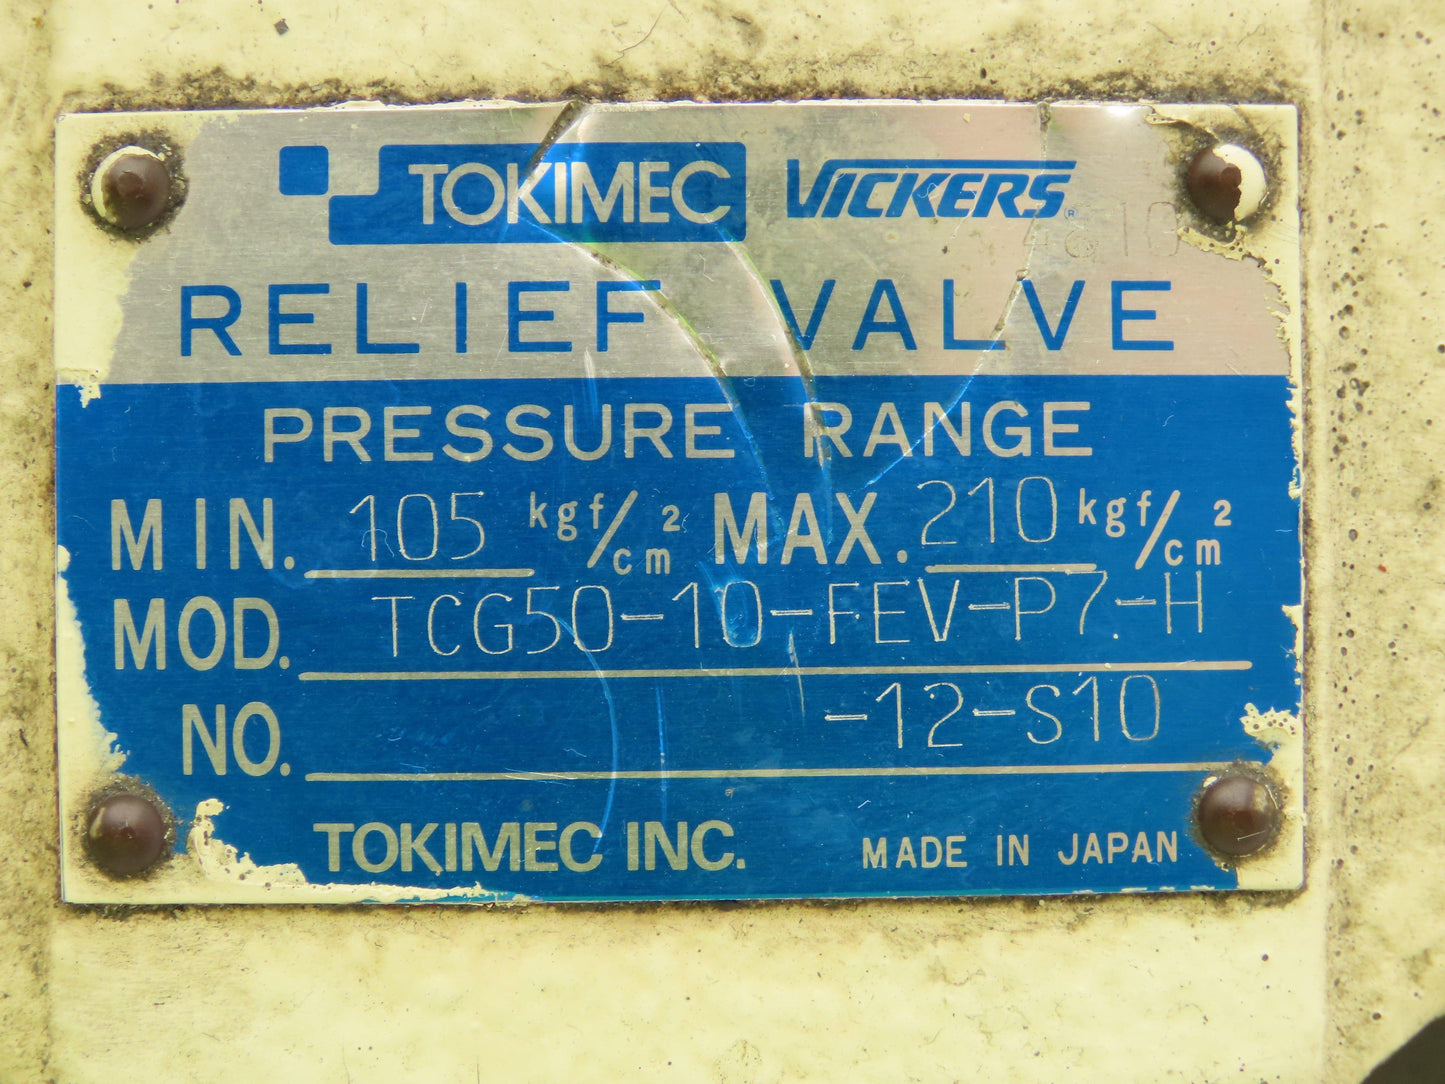 TOKIMEC VICKERS®
RELIEF VALVE
PRESSURE RANGE
MIN. 105 kgf/cm² MAX. 210 kgf/cm²
MOD. TCG50-10-FEV-P7-H
NO. -12-S10
TOKIMEC INC. MADE IN JAPAN